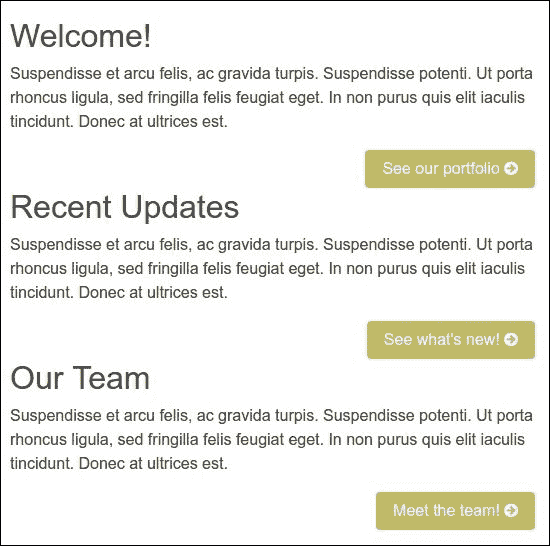 Welcome!
Suspendisse et arcu felis, ac gravida turpis. Suspendisse potenti. Ut porta
rhoncus ligula, sed fringilla felis feugiat eget. In non purus quis elit iaculis
tincidunt. Donec at ultrices est.
See our portfolio
Recent Updates
Suspendisse et arcu felis, ac gravida turpis. Suspendisse potenti. Ut porta
rhoncus ligula, sed fringilla felis feugiat eget. In non purus quis elit iaculis
tincidunt. Donec at ultrices est.
See what's new!
Our Team
Suspendisse et arcu felis, ac gravida turpis. Suspendisse potenti. Ut porta
rhoncus ligula, sed fringilla felis feugiat eget. In non purus quis elit iaculis
tincidunt. Donec at ultrices est.
Meet the team!